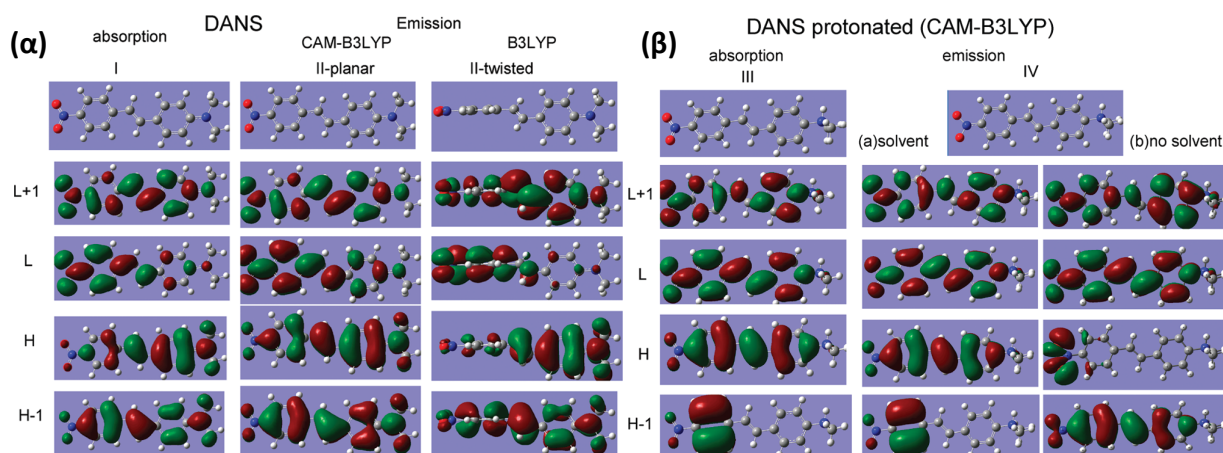 (α)
DANS
absorption
Emission
CAM-B3LYP
B3LYP
I
II-planar
II-twisted
L+1
L
H
H-1
(β)
DANS protonated (CAM-B3LYP)
absorption
emission
III
IV
(a)solvent
(b)no solvent
L+1
L
H
H-1